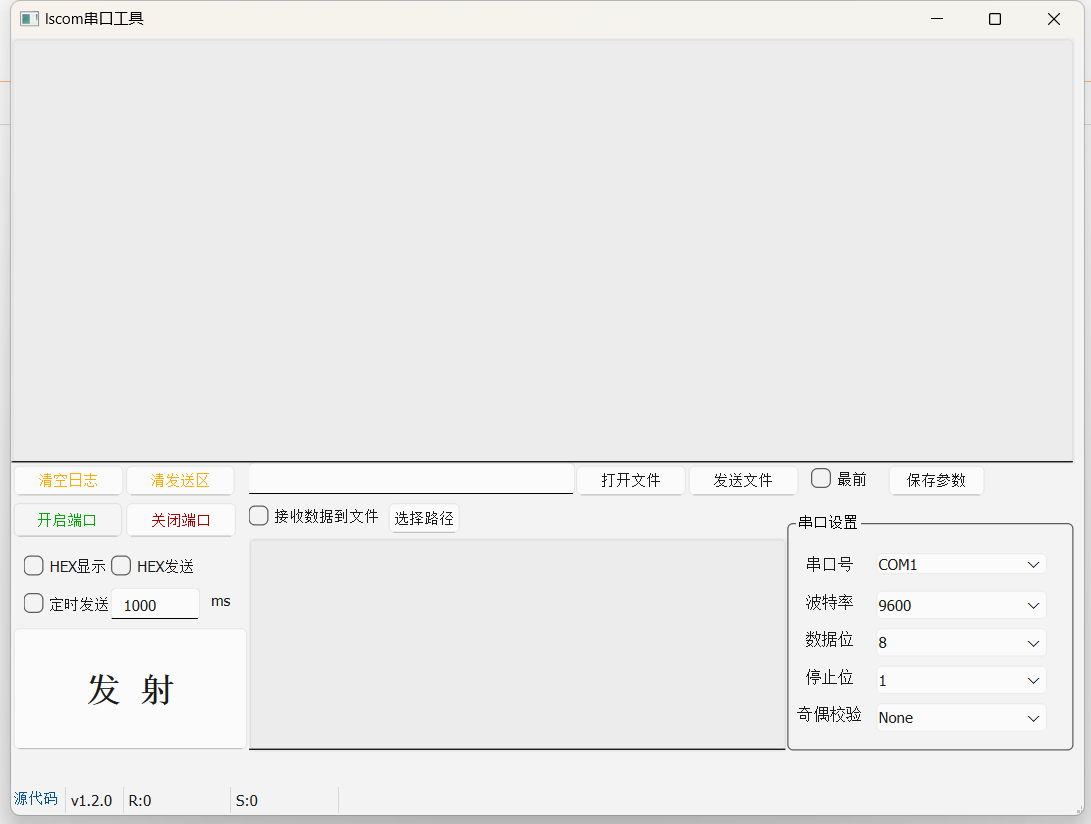 lscom串口工具
清空日志 清发送区 打开文件 发送文件 最前 保存参数
开启端口 关闭端口 接收数据到文件 选择路径
串口设置
HEX显示 HEX发送
定时发送 1000 ms
发 射
串口号 COM1
波特率 9600
数据位 8
停止位 1
奇偶校验 None
源代码 v1.2.0 R:0 S:0